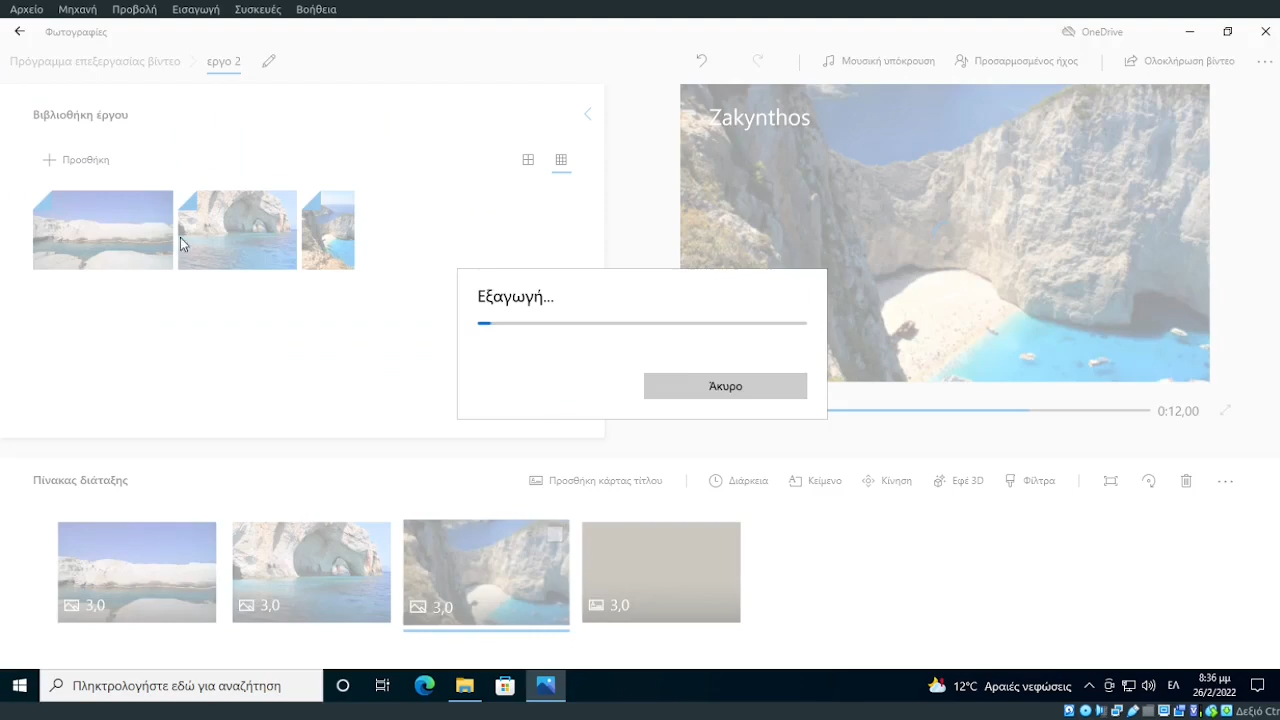 Αρχείο Μηχανή Προβολή Εισαγωγή Συσκευές Βοήθεια
Φωτογραφίες
OneDrive
Πρόγραμμα επεξεργασίας βίντεο
εργο 2
Μουσική υπόκρουση
Προσαρμοσμένος ήχος
Ολοκλήρωση βίντεο
Βιβλιοθήκη έργου
Προσθήκη
Zakynthos
Εξαγωγή...
Άκυρο
0:12,00
Πίνακας διάταξης
Προσθήκη κάρτας τίτλου
Διάρκεια
Κείμενο
Κίνηση
Εφέ 3D
Φίλτρα
3,0
3,0
3,0
3,0
Πληκτρολογήστε εδώ για αναζήτηση
12°C Αραιές νεφώσεις
ΕΛ
8:36 μμ
26/2/2022
Δεξιό Ctr